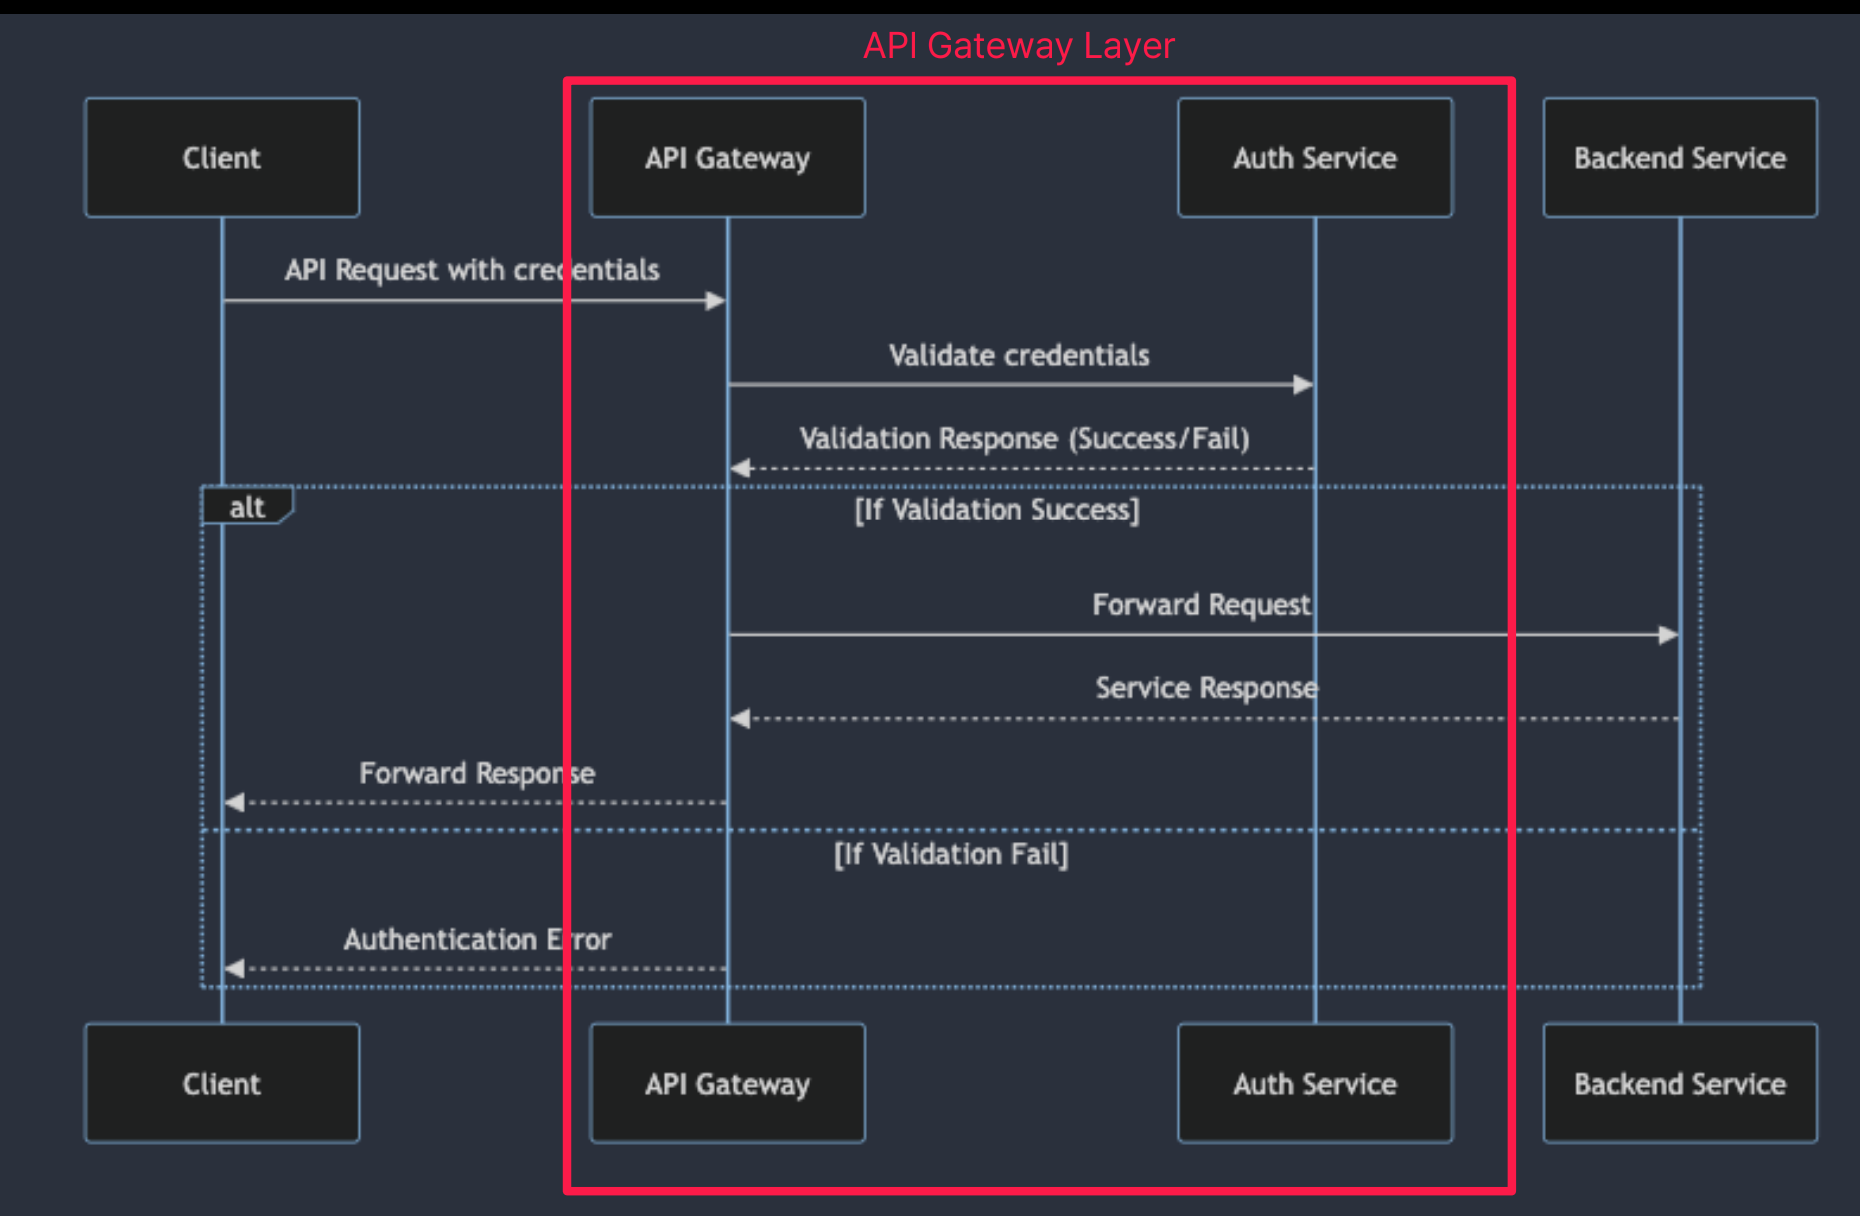 API Gateway Layer
Client
API Gateway
Auth Service
Backend Service
API Request with credentials
Validate credentials
Validation Response (Success/Fail)
alt
[If Validation Success]
Forward Request
Service Response
Forward Response
[If Validation Fail]
Authentication Error
Client
API Gateway
Auth Service
Backend Service